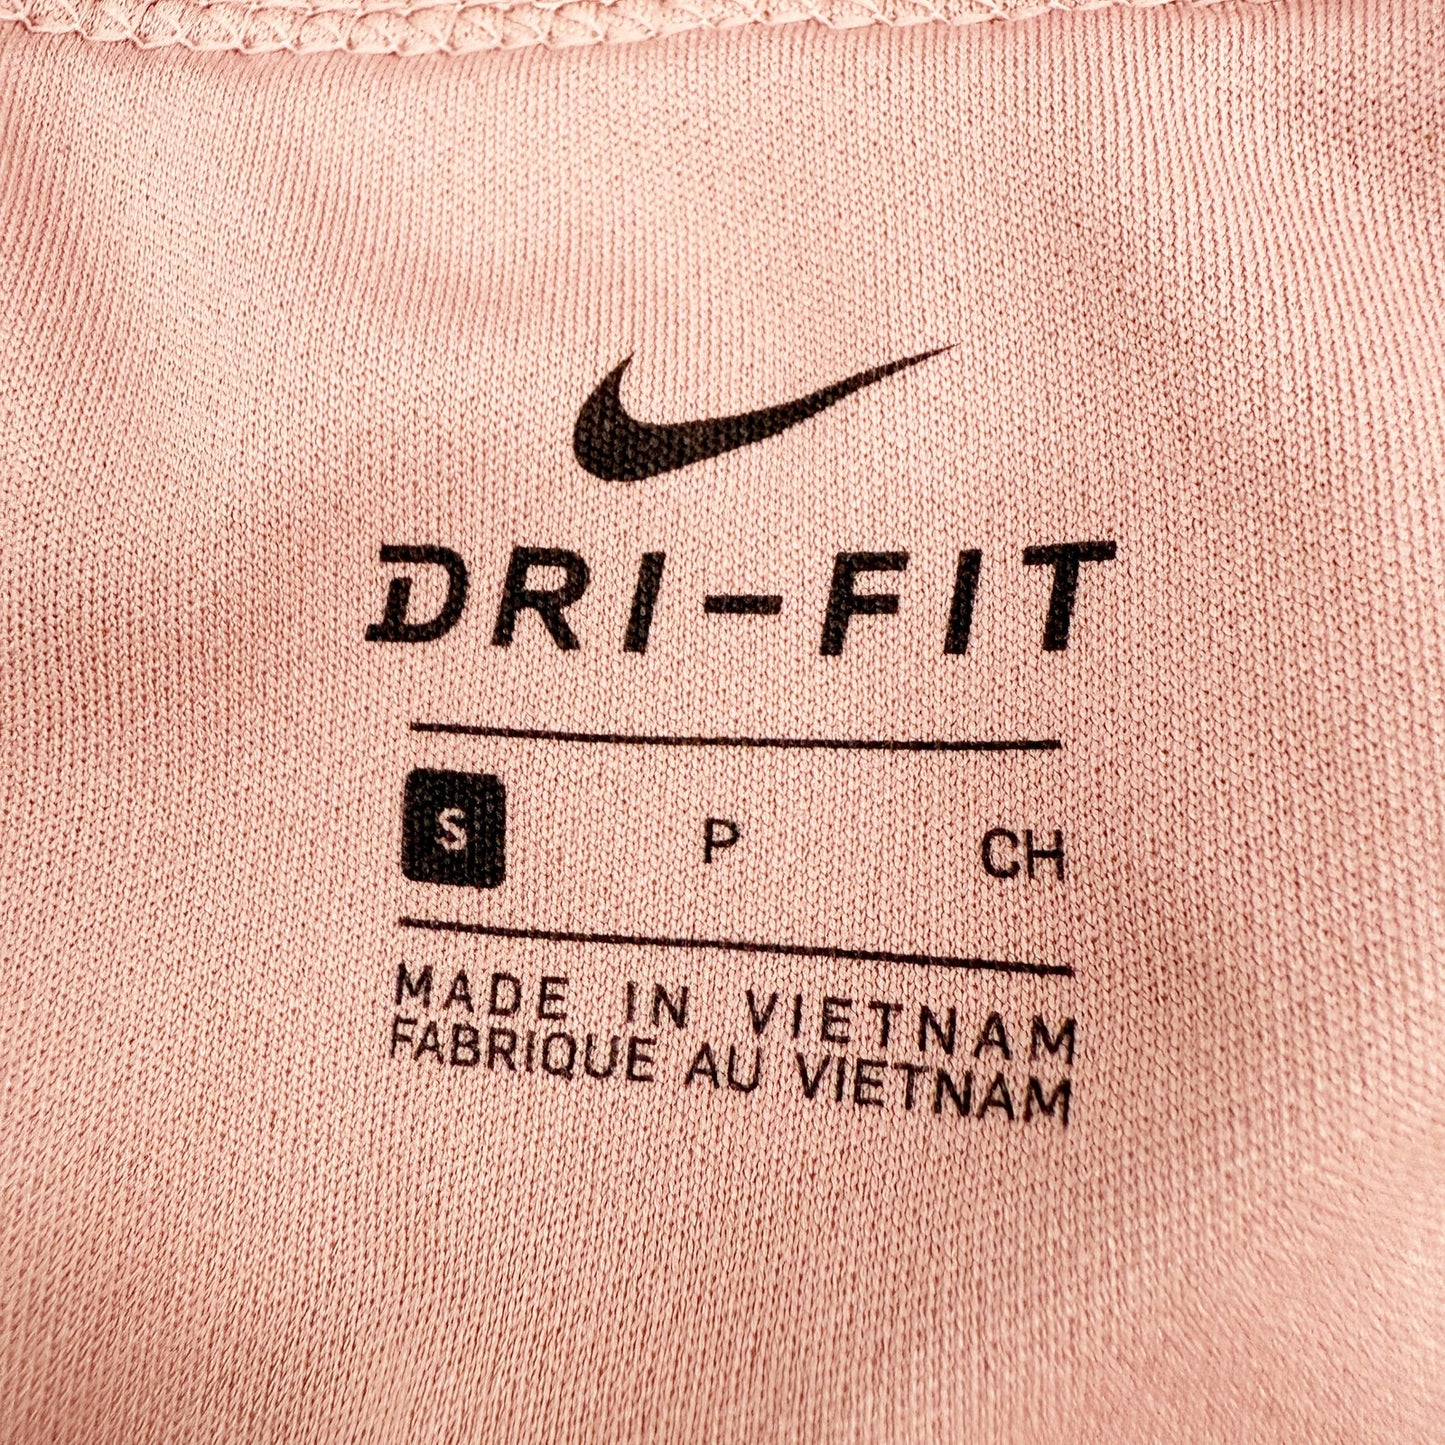 DRI-FIT
S P CH
MADE IN VIETNAM
FABRIQUE AU VIETNAM